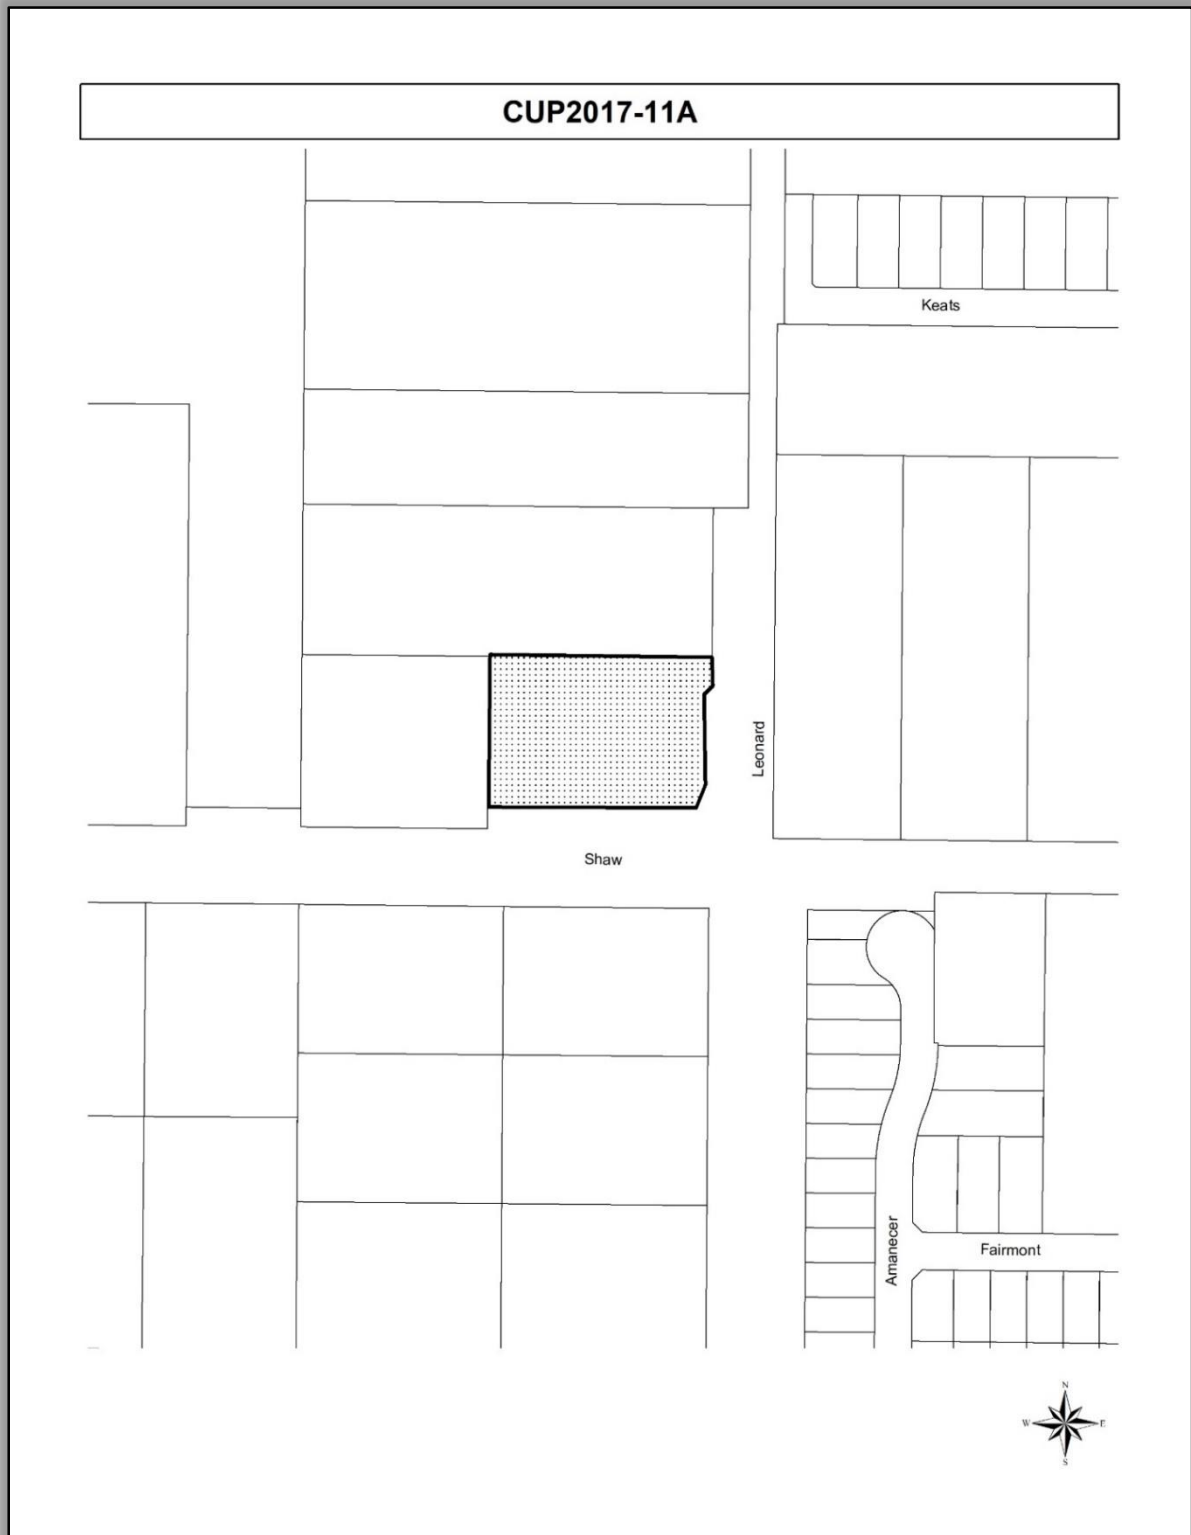 CUP2017-11A
Keats
Leonard
Shaw
Amanecer
Fairmont
N
W
E
S